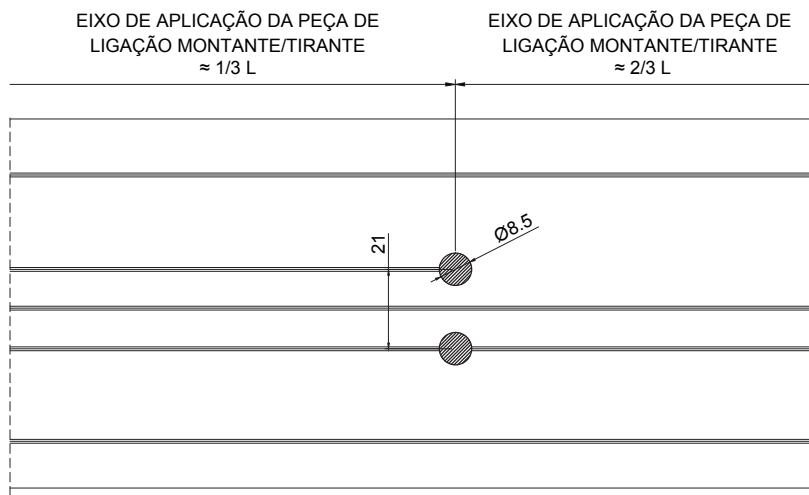 EIXO DE APLICAÇÃO DA PEÇA DE
LIGAÇÃO MONTANTE/TIRANTE
≈ 1/3 L
EIXO DE APLICAÇÃO DA PEÇA DE
LIGAÇÃO MONTANTE/TIRANTE
≈ 2/3 L
21
Ø8.5